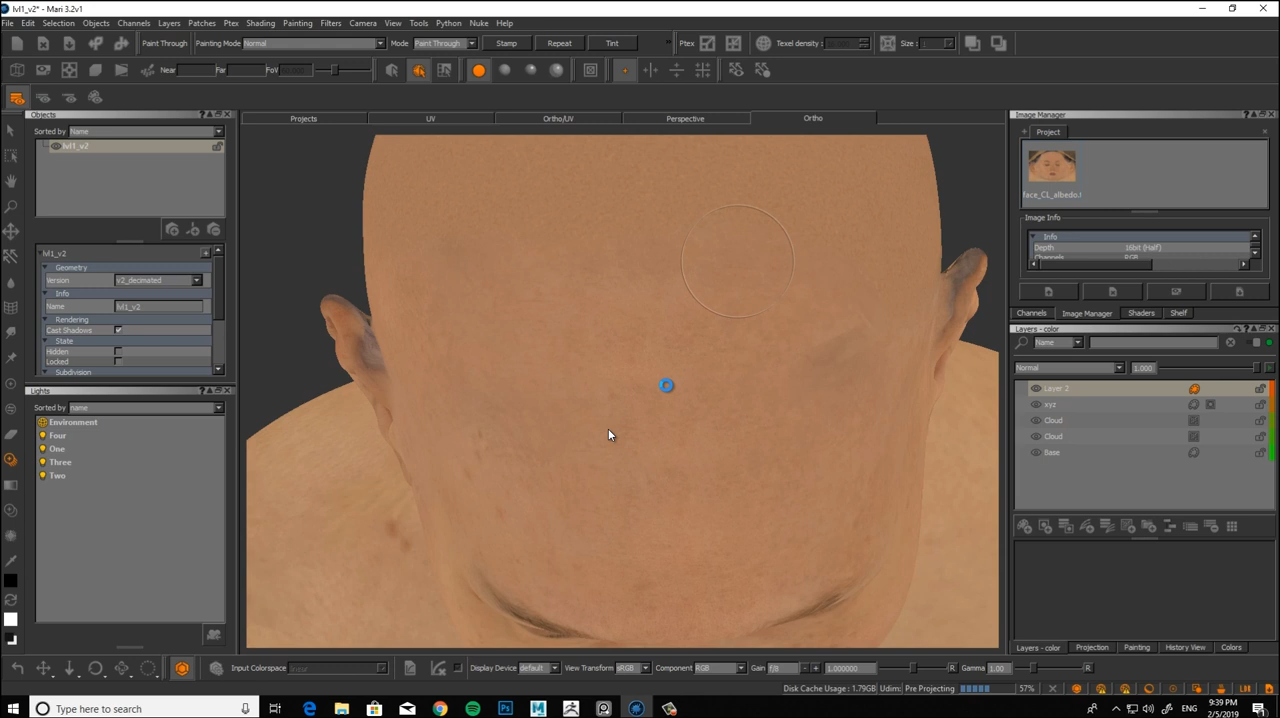 lvl1_v2* - Mari 3.2v1
File Edit Selection Objects Channels Layers Patches Ptex Shading Painting Filters Camera View Tools Python Nuke Help
Paint Through Painting Mode Normal Mode Paint Through Stamp Repeat Tint Ptex Texel density: Size :
Near Far FoV
Objects
Sorted by Name
lvl1_v2
lvl1_v2
Geometry
Version v2_decimated
Info
Name lvl1_v2
Rendering
Cast Shadows
State
Hidden
Locked
Subdivision
Lights
Sorted by name
Environment
Four
One
Three
Two
Projects UV Ortho/UV Perspective Ortho
Image Manager
Project
face_CL_albedo.
Image Info
Info
Depth 16bit (Half)
Channels RGB
Channels Image Manager Shaders Shelf
Layers - color
Name
Normal 1.000
Layer 2
xyz
Cloud
Cloud
Base
Layers - color Projection Painting History View Colors
Input Colorspace linear Display Device default View Transform sRGB Component RGB Gain f/8 1.000000 R Gamma 1.00 R
Disk Cache Usage : 1.79GB Udim: Pre Projecting 57%
Type here to search
9:39 PM
2/5/2019